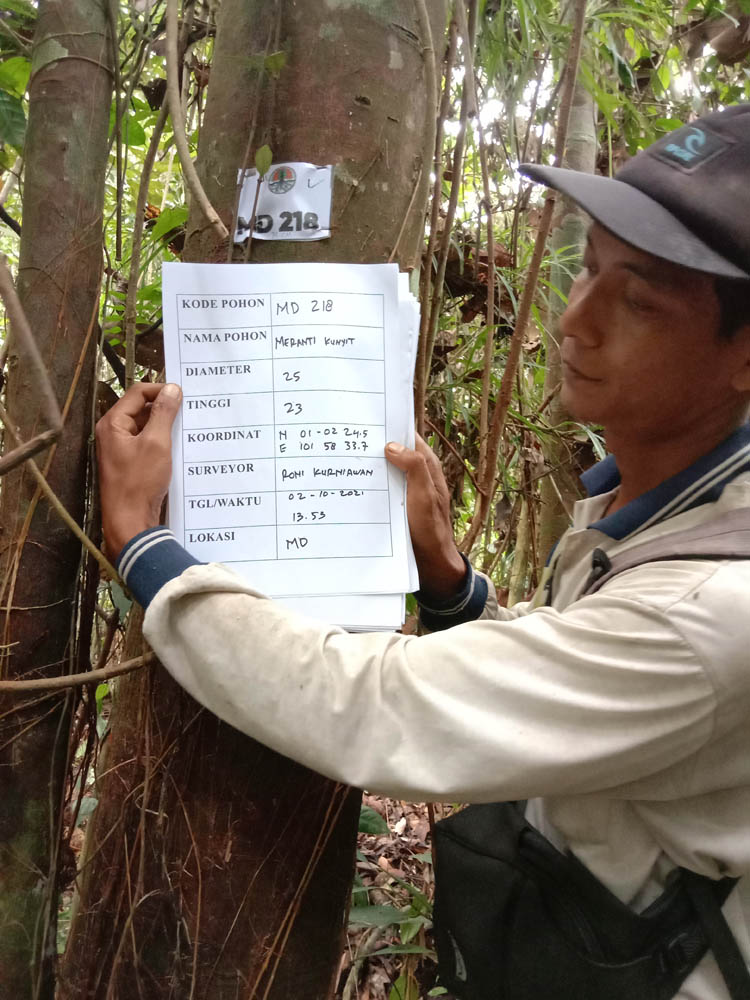 MD 218
KODE POHON MD 218
NAMA POHON MERANTI KUNYIT
DIAMETER 25
TINGGI 23
KOORDINAT N 01-02 24.5
E 101 58 33.7
SURVEYOR RONI KURNIAWAN
TGL/WAKTU 02-10-2021
13.53
LOKASI MD